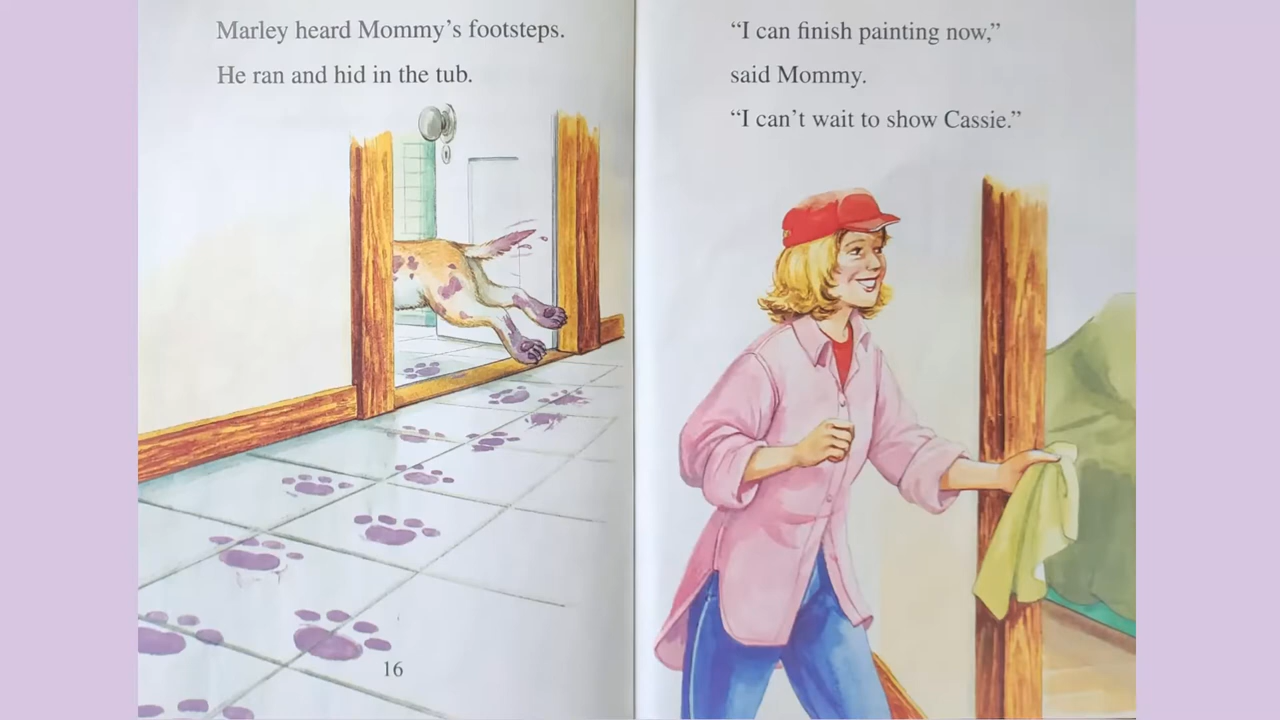 Marley heard Mommy’s footsteps.
He ran and hid in the tub.
16
“I can finish painting now,”
said Mommy.
“I can’t wait to show Cassie.”